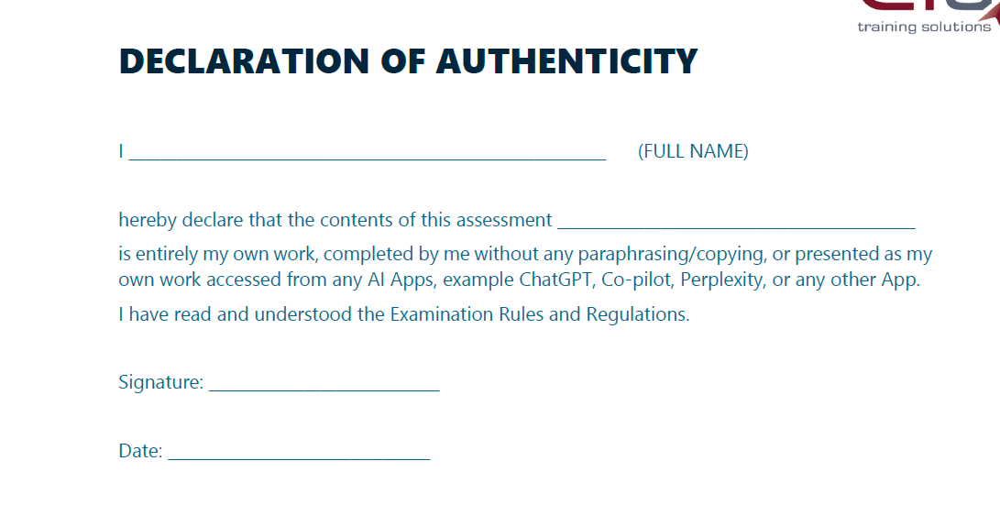 training solutions
DECLARATION OF AUTHENTICITY
I ______________________________________________ (FULL NAME)
hereby declare that the contents of this assessment ___________________________________
is entirely my own work, completed by me without any paraphrasing/copying, or presented as my
own work accessed from any AI Apps, example ChatGPT, Co-pilot, Perplexity, or any other App.
I have read and understood the Examination Rules and Regulations.
Signature: ______________________
Date: _________________________